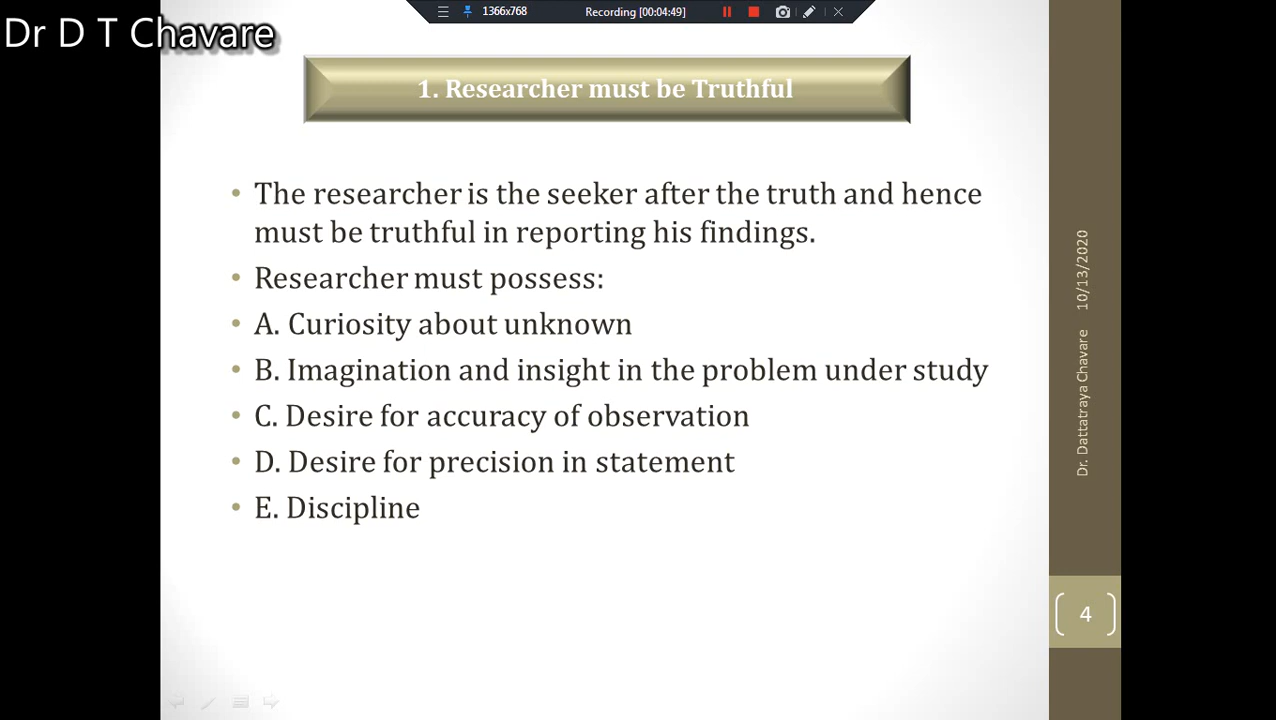 1366x768 Recording [00:04:49]
Dr D T Chavare
1. Researcher must be Truthful
• The researcher is the seeker after the truth and hence
must be truthful in reporting his findings.
• Researcher must possess:
• A. Curiosity about unknown
• B. Imagination and insight in the problem under study
• C. Desire for accuracy of observation
• D. Desire for precision in statement
• E. Discipline
Dr. Dattatraya Chavare 10/13/2020
4